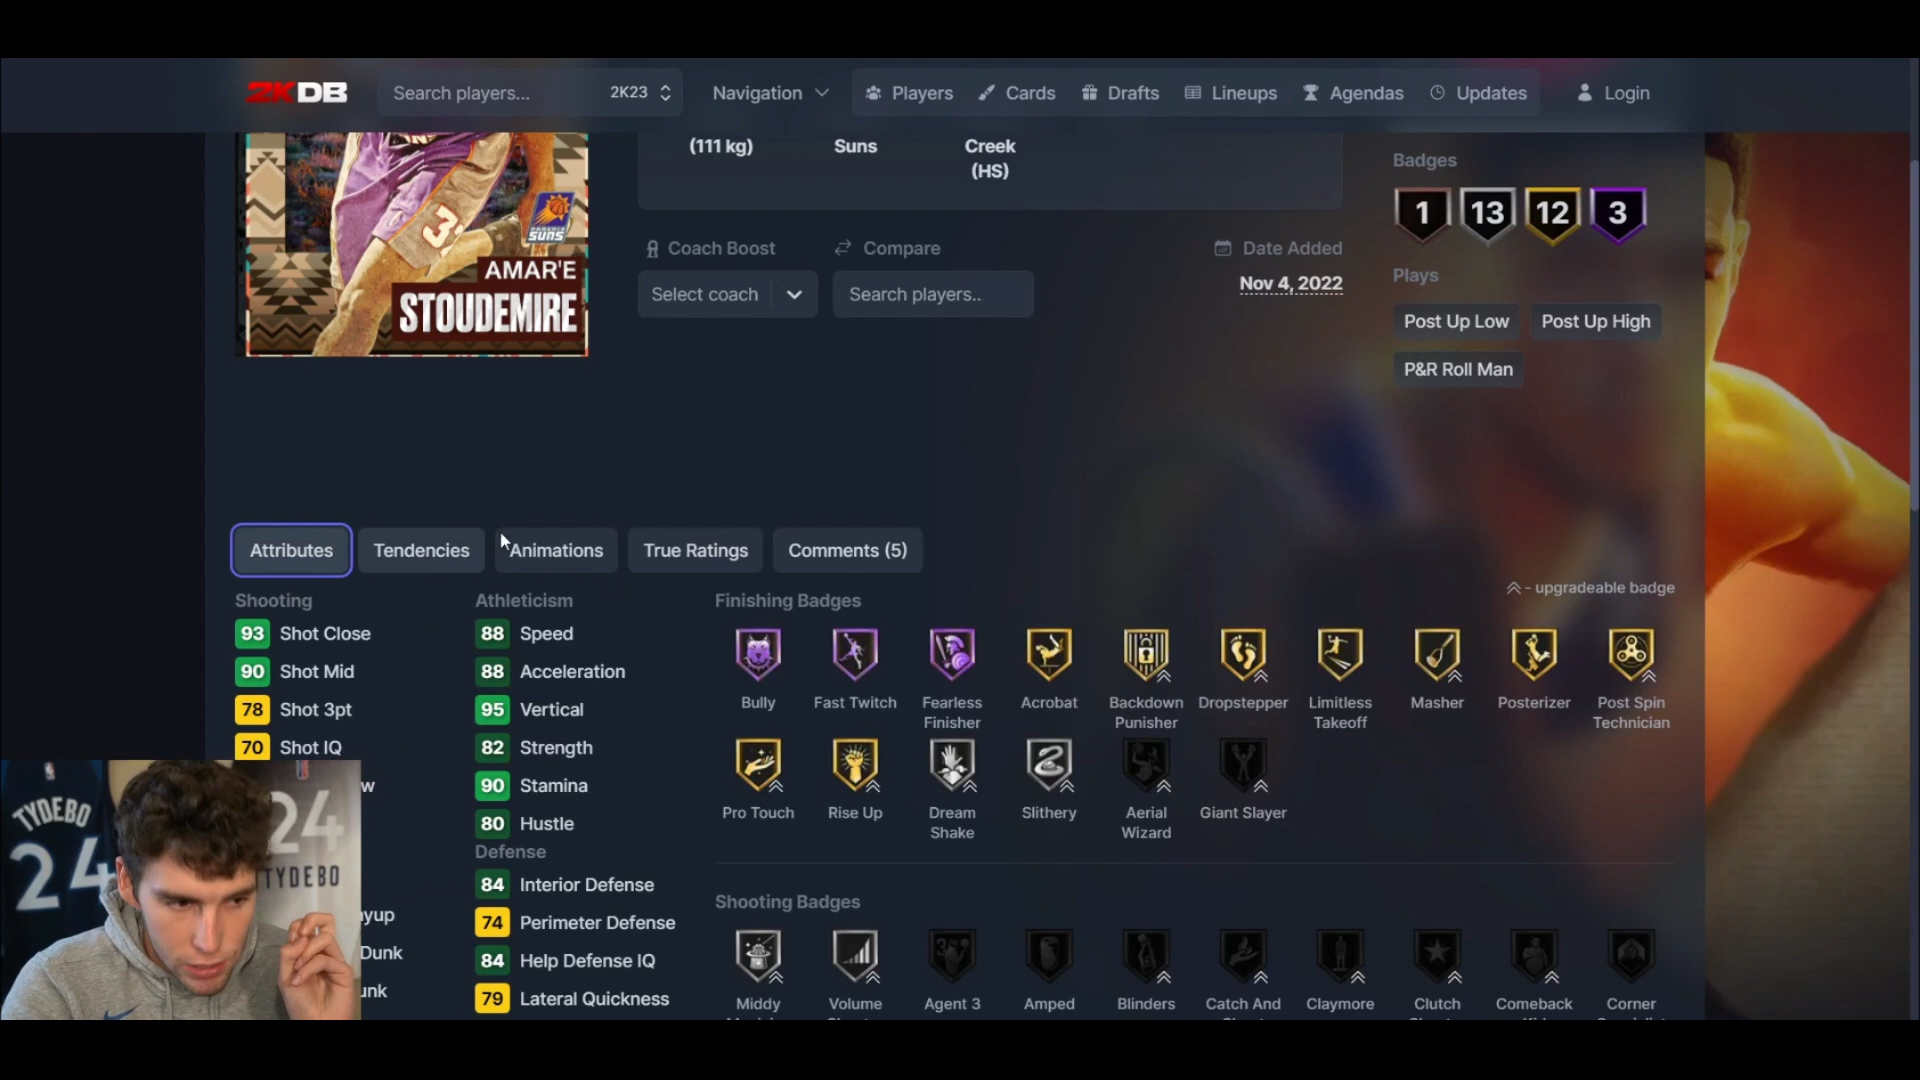 2KDB
Search players...
2K23
Navigation
Players
Cards
Drafts
Lineups
Agendas
Updates
Login
(111 kg)
Suns
Creek
(HS)
Badges
1
13
12
3
Coach Boost
Compare
Date Added
Select coach
Search players..
Nov 4, 2022
Plays
Post Up Low
Post Up High
P&R Roll Man
3
SUNS
AMAR'E
STOUDEMIRE
Attributes
Tendencies
Animations
True Ratings
Comments (5)
- upgradeable badge
Shooting
93 Shot Close
90 Shot Mid
78 Shot 3pt
70 Shot IQ
w
yup
Dunk
unk
Athleticism
88 Speed
88 Acceleration
95 Vertical
82 Strength
90 Stamina
80 Hustle
Defense
84 Interior Defense
74 Perimeter Defense
84 Help Defense IQ
79 Lateral Quickness
Finishing Badges
Bully
Fast Twitch
Fearless
Finisher
Acrobat
Backdown
Punisher
Dropstepper
Limitless
Takeoff
Masher
Posterizer
Post Spin
Technician
Pro Touch
Rise Up
Dream
Shake
Slithery
Aerial
Wizard
Giant Slayer
Shooting Badges
Middy
Volume
Agent 3
Amped
Blinders
Catch And
Claymore
Clutch
Comeback
Corner
TYDEBO
24
24
TYDEBO